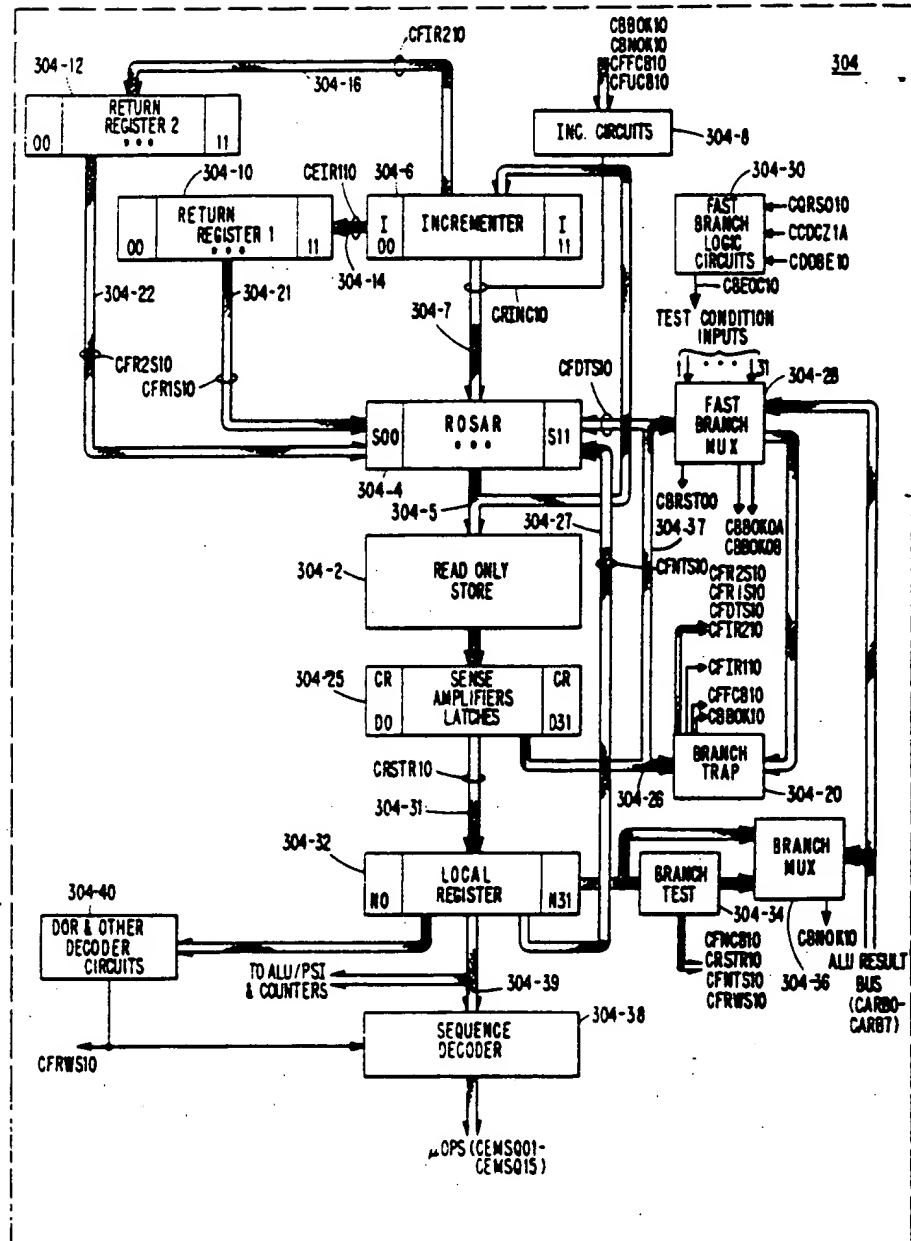 CFIR210
CBBOK10
CBNOK10
CFFCB10
CFUCB10
304
304-12
304-16
RETURN
REGISTER 2
00 ••• 11
INC. CIRCUITS
304-8
304-10
CEIR110
304-6
304-30
RETURN
REGISTER 1
00 ••• 11
I INCREMENTER I
00 11
FAST
BRANCH
LOGIC
CIRCUITS
CQRSO10
CCDCZ1A
CDDBE10
304-14
CBEOC10
304-22
304-21
304-7
CRINC10
TEST CONDITION
INPUTS
1 ••• 31
CFR2S10
CFR1S10
CFDTS10
304-28
S00 ROSAR S11
•••
FAST
BRANCH
MUX
304-4
304-5
304-27
CBRST00
304-37
CBBOK0A
CBBOK0B
CFNTS10
304-2
READ ONLY
STORE
CFR2S10
CFR1S10
CFDTS10
CFIR210
304-25
CR SENSE CR
AMPLIFIERS
D0 LATCHES D31
CFIR110
CFFCB10
CBBOK10
CRSTR10
BRANCH
TRAP
304-26
304-20
304-31
304-32
LOCAL
N0 REGISTER N31
BRANCH
TEST
BRANCH
MUX
304-34
304-40
DOR & OTHER
DECODER
CIRCUITS
CFNCB10
CRSTR10
CFNTS10
CFRWS10
304-36
CBNOK10
ALU RESULT
BUS
(CARB0-
CARB7)
TO ALU/PSI
& COUNTERS
304-39
304-38
SEQUENCE
DECODER
CFRWS10
μOPS (CEMSQ01-
CEMSQ15)